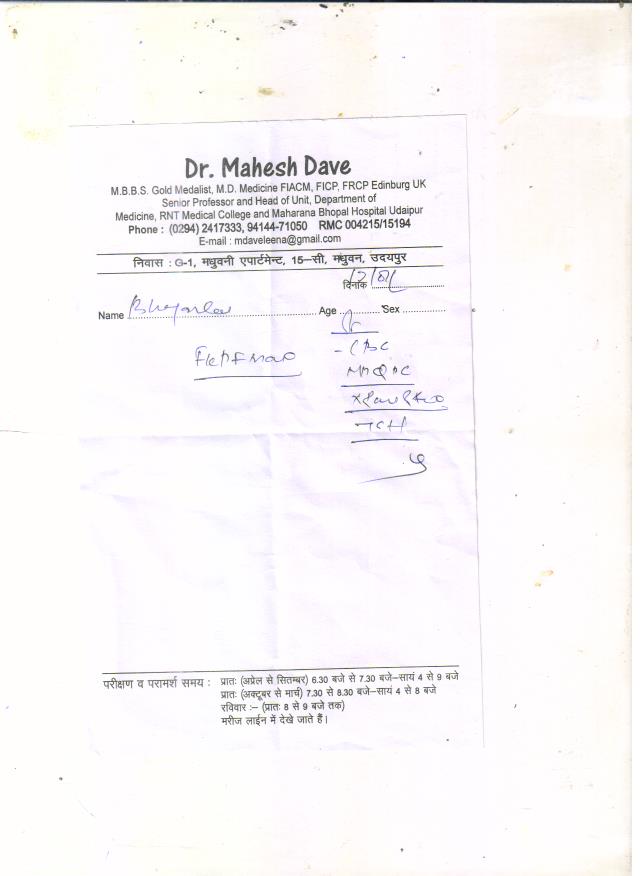 Dr. Mahesh Dave
M.B.B.S. Gold Medalist, M.D. Medicine FIACM, FICP, FRCP Edinburg UK
Senior Professor and Head of Unit, Department of
Medicine, RNT Medical College and Maharana Bhopal Hospital Udaipur
Phone : (0294) 2417333, 94144-71050 RMC 004215/15194
E-mail : mdaveleena@gmail.com
निवास : G-1, मधुवनी एपार्टमेन्ट, 15–सी, मधुवन, उदयपुर
दिनांक
Name Age Sex
- CBC
परीक्षण व परामर्श समय : प्रातः (अप्रेल से सितम्बर) 6.30 बजे से 7.30 बजे–सायं 4 से 9 बजे
प्रातः (अक्टूबर से मार्च) 7.30 से 8.30 बजे–सायं 4 से 8 बजे
रविवार :– (प्रातः 8 से 9 बजे तक)
मरीज लाईन में देखे जाते हैं।